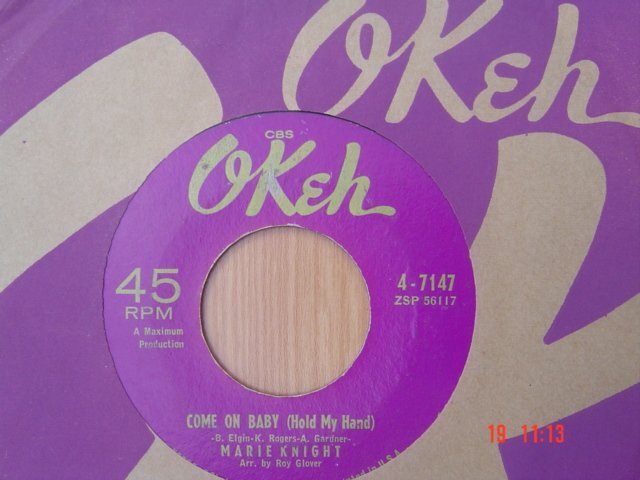 OKeh
CBS
OKeh
45
RPM
4-7147
ZSP 56117
A Maximum
Production
COME ON BABY (Hold My Hand)
-B. Elgin-K. Rogers-A. Gardner-
MARIE KNIGHT
Arr. by Roy Glover
in U.S.A.
19 11:13